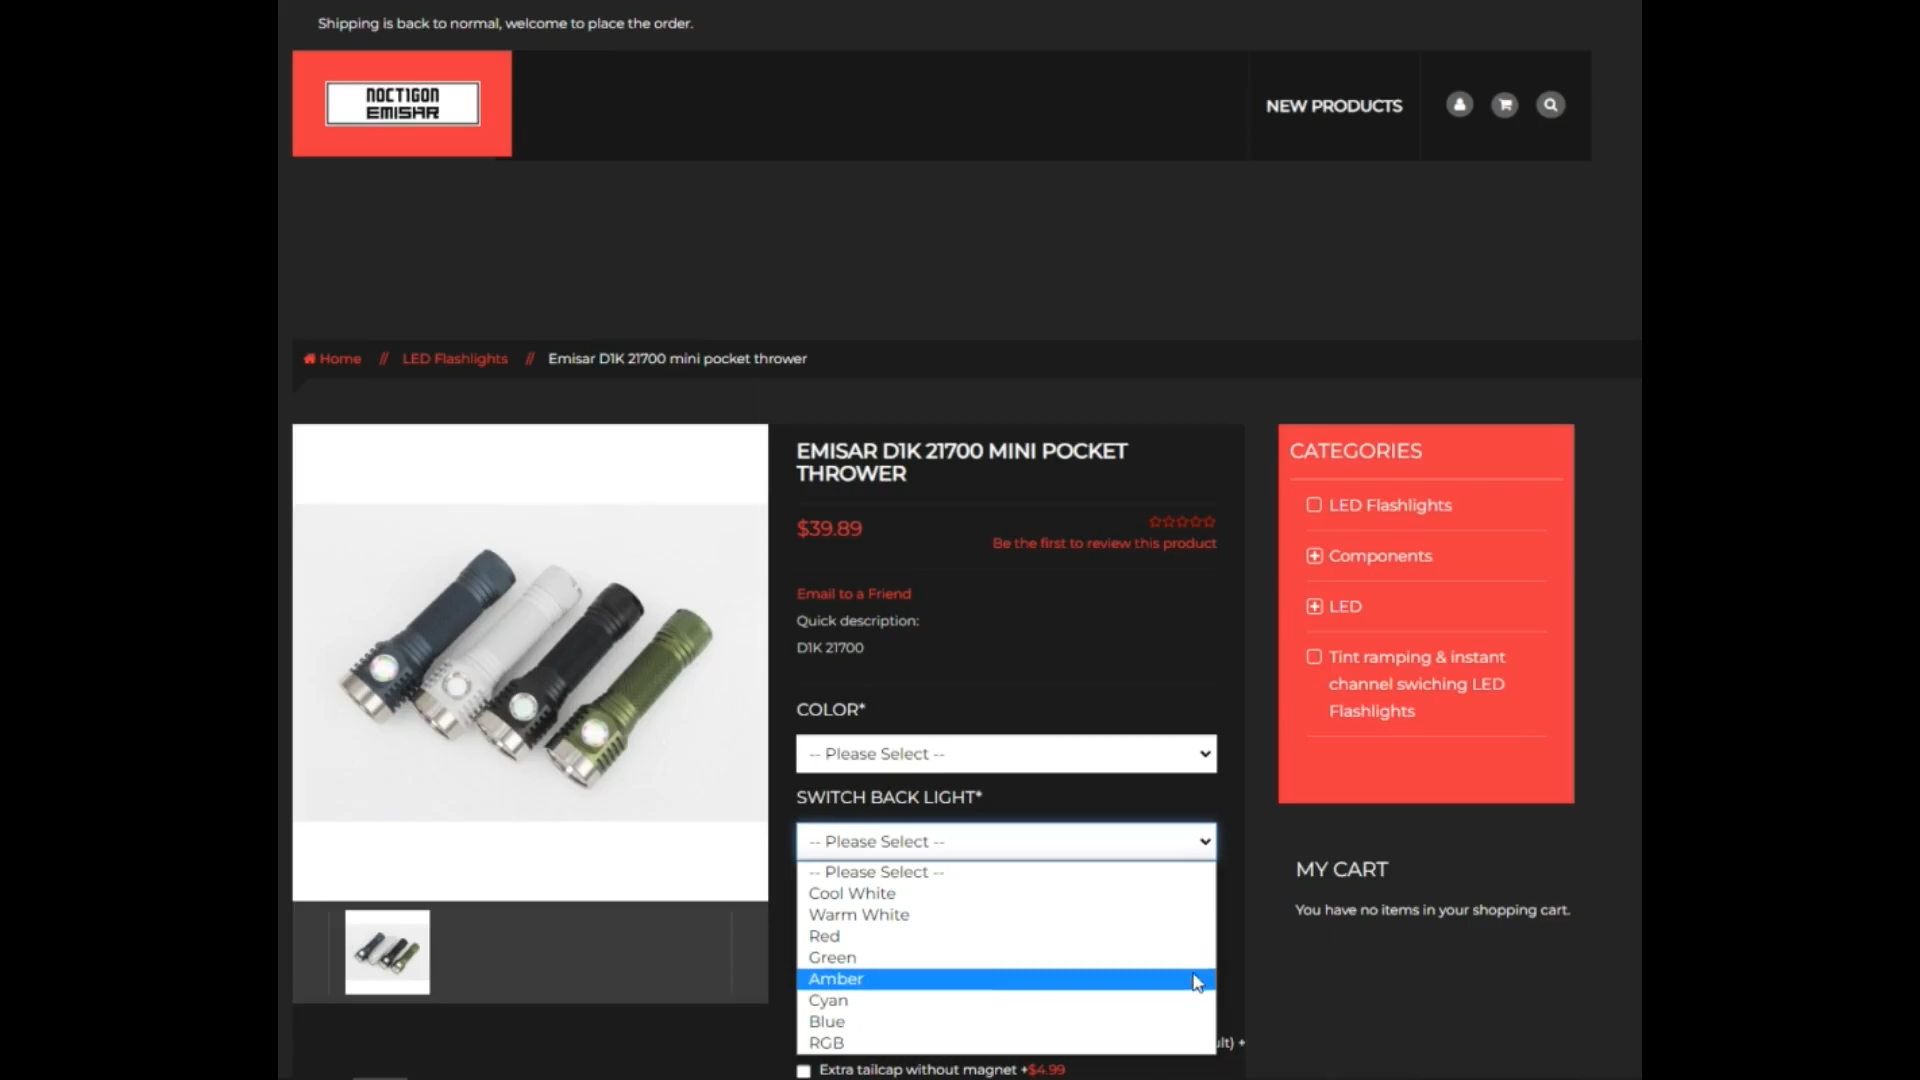 Shipping is back to normal, welcome to place the order.
NOCTIGON
EMISAR
NEW PRODUCTS
Home // LED Flashlights // Emisar D1K 21700 mini pocket thrower
EMISAR D1K 21700 MINI POCKET
THROWER
$39.89
Be the first to review this product
Email to a Friend
Quick description:
D1K 21700
COLOR*
-- Please Select --
SWITCH BACK LIGHT*
-- Please Select --
-- Please Select --
Cool White
Warm White
Red
Green
Amber
Cyan
Blue
RGB
Extra tailcap without magnet +$4.99
CATEGORIES
LED Flashlights
Components
LED
Tint ramping & instant
channel swiching LED
Flashlights
MY CART
You have no items in your shopping cart.